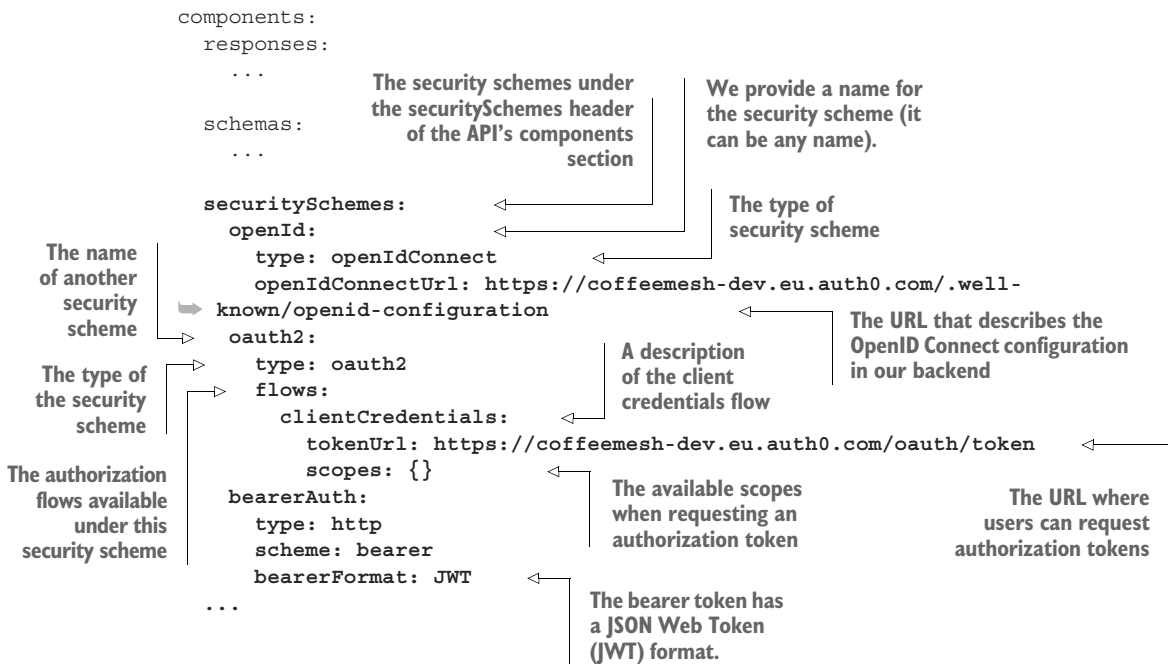 components:
responses:
...
The security schemes under
the securitySchemes header
of the API's components
section
We provide a name for
the security scheme (it
can be any name).
schemas:
...
securitySchemes:
The type of
security scheme
openId:
type: openIdConnect
The name
of another
security
scheme
openIdConnectUrl: https://coffeemesh-dev.eu.auth0.com/.well-
known/openid-configuration
The URL that describes the
OpenID Connect configuration
in our backend
oauth2:
type: oauth2
The type of
the security
scheme
A description
of the client
credentials flow
flows:
clientCredentials:
tokenUrl: https://coffeemesh-dev.eu.auth0.com/oauth/token
scopes: {}
The authorization
flows available
under this
security scheme
The available scopes
when requesting an
authorization token
The URL where
users can request
authorization tokens
bearerAuth:
type: http
scheme: bearer
bearerFormat: JWT
...
The bearer token has
a JSON Web Token
(JWT) format.